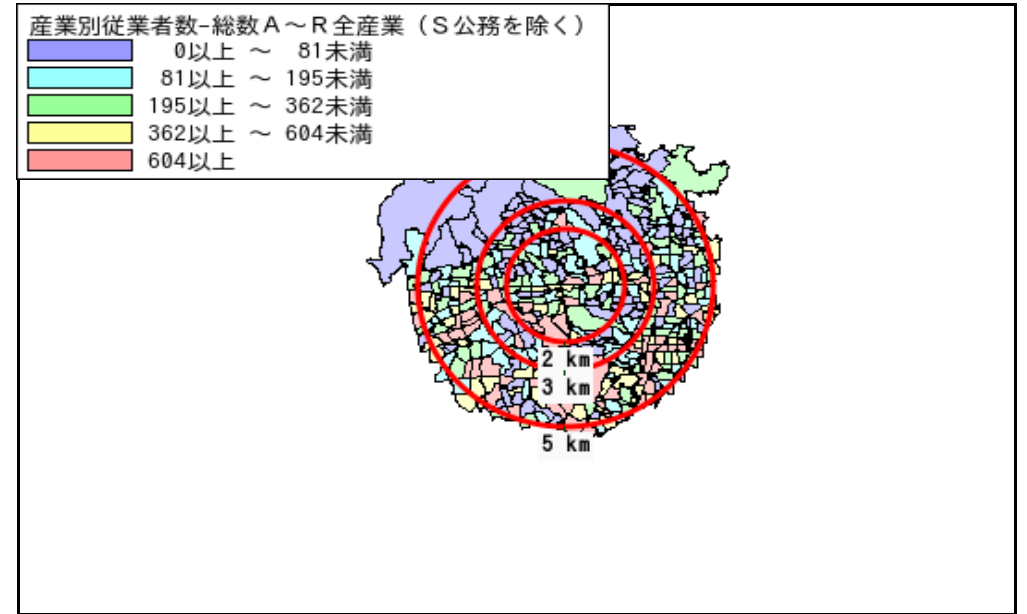 産業別従業者数−総数A〜R全産業（S公務を除く）
0以上 〜 81未満
81以上 〜 195未満
195以上 〜 362未満
362以上 〜 604未満
604以上
2 km
3 km
5 km